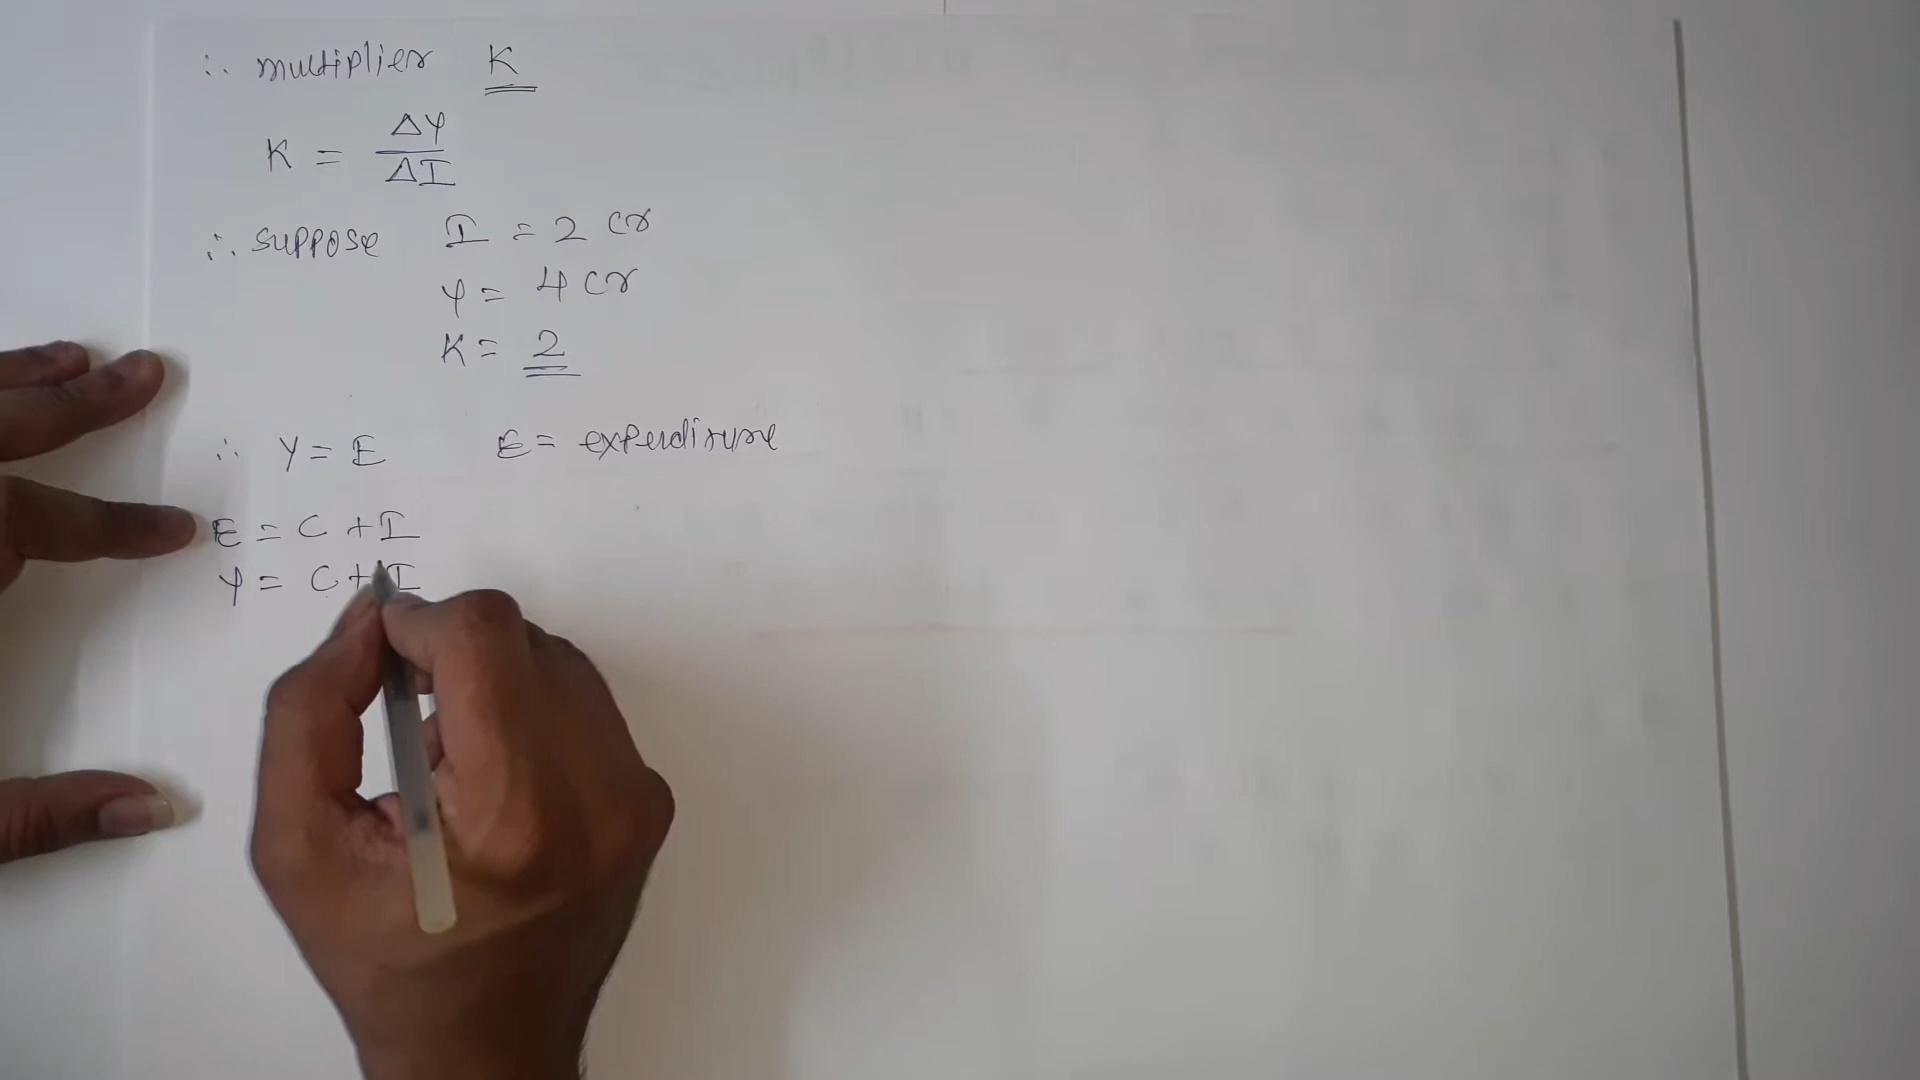 ∴ multiplier K
K = ΔY / ΔI
∴ suppose I = 2 cr
Y = 4 cr
K = 2
∴ Y = E E = expenditure
E = C + I
Y = C + I